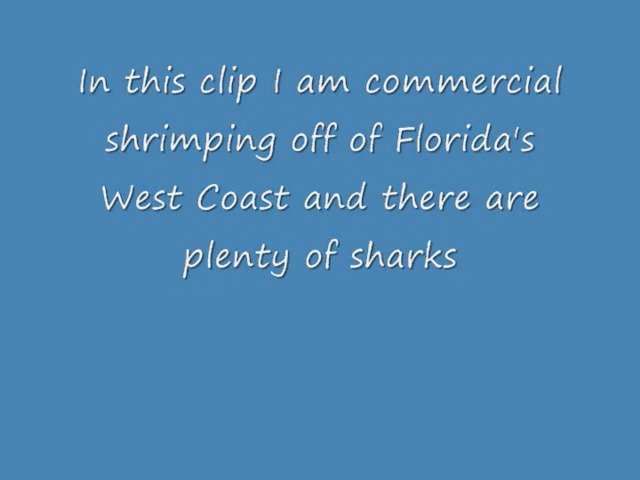 In this clip I am commercial
shrimping off of Florida's
West Coast and there are
plenty of sharks